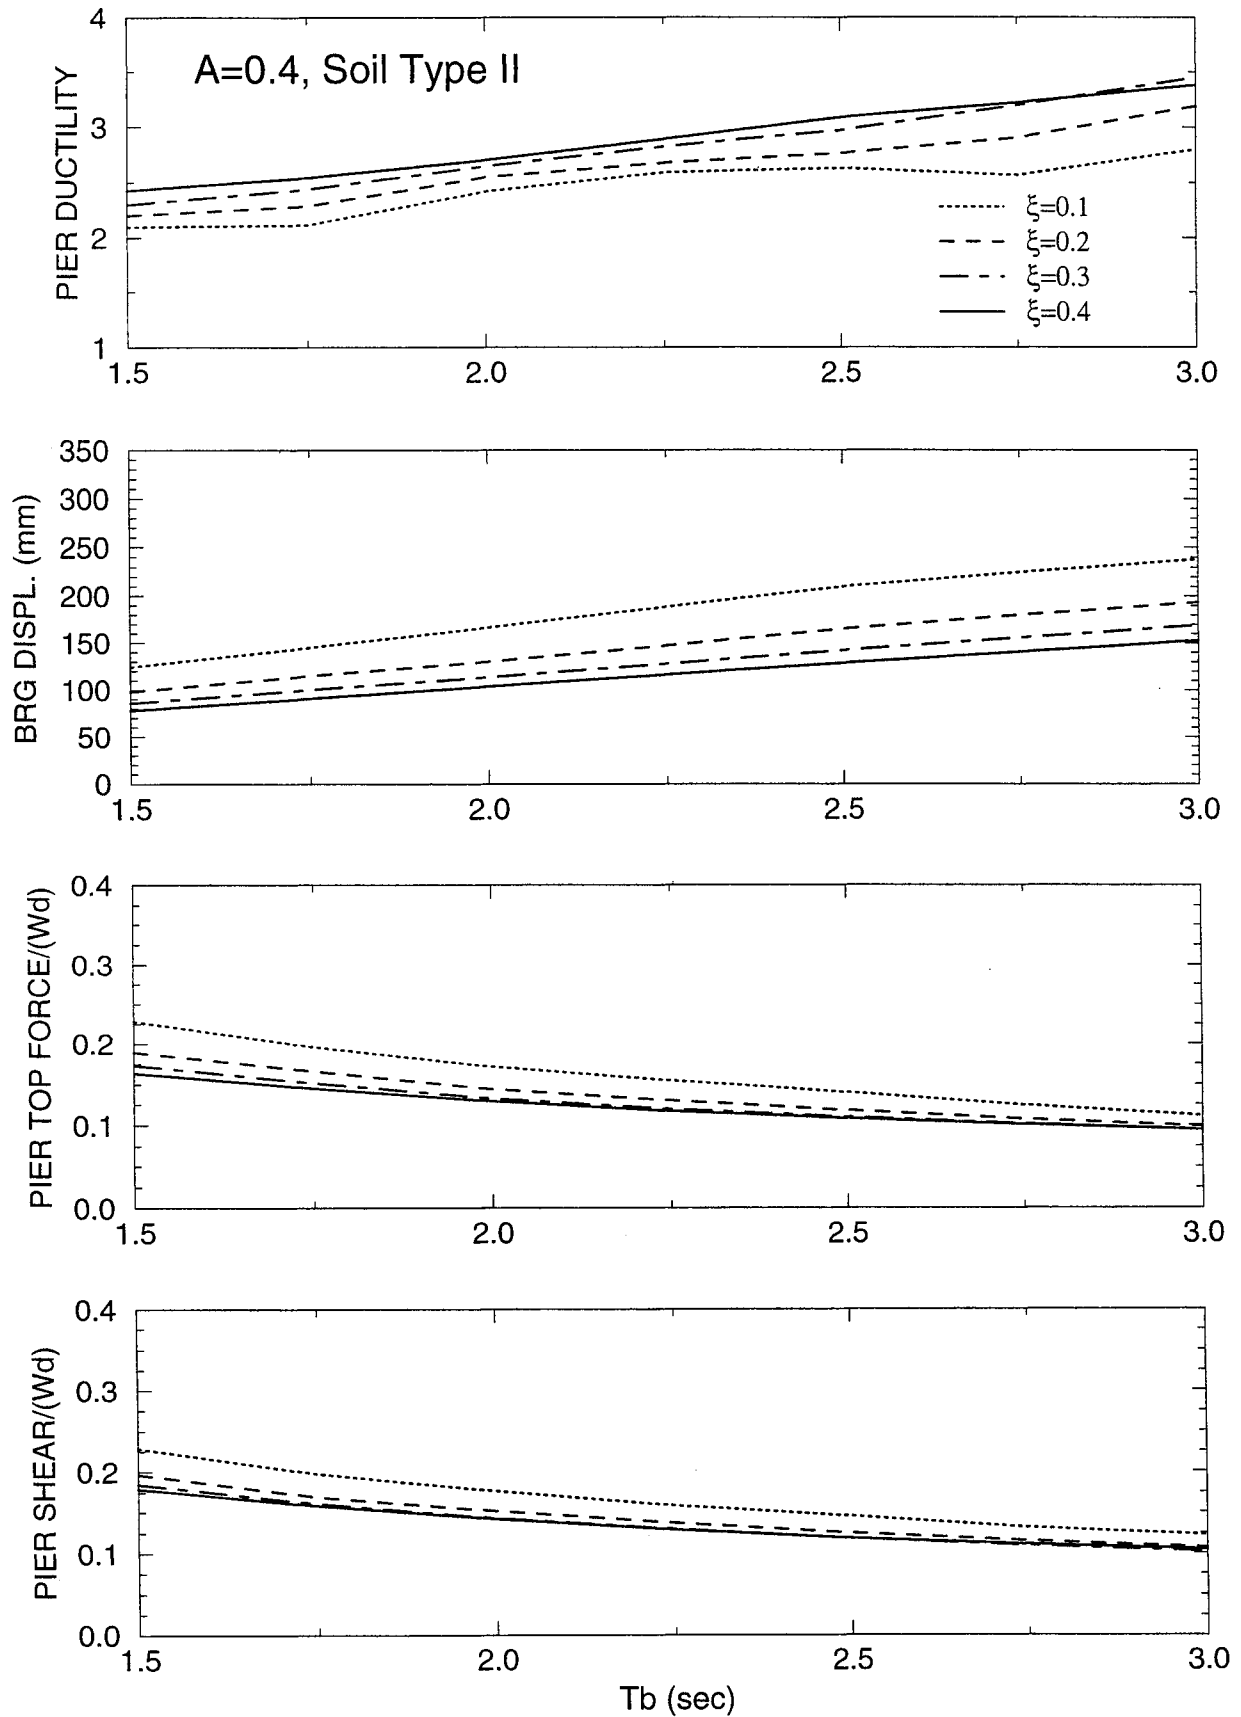 PIER DUCTILITY
4
3
2
1
A=0.4, Soil Type II
ξ=0.1
ξ=0.2
ξ=0.3
ξ=0.4
1.5 2.0 2.5 3.0
BRG DISPL. (mm)
350
300
250
200
150
100
50
0
1.5 2.0 2.5 3.0
PIER TOP FORCE/(Wd)
0.4
0.3
0.2
0.1
0.0
1.5 2.0 2.5 3.0
PIER SHEAR/(Wd)
0.4
0.3
0.2
0.1
0.0
1.5 2.0 2.5 3.0
Tb (sec)